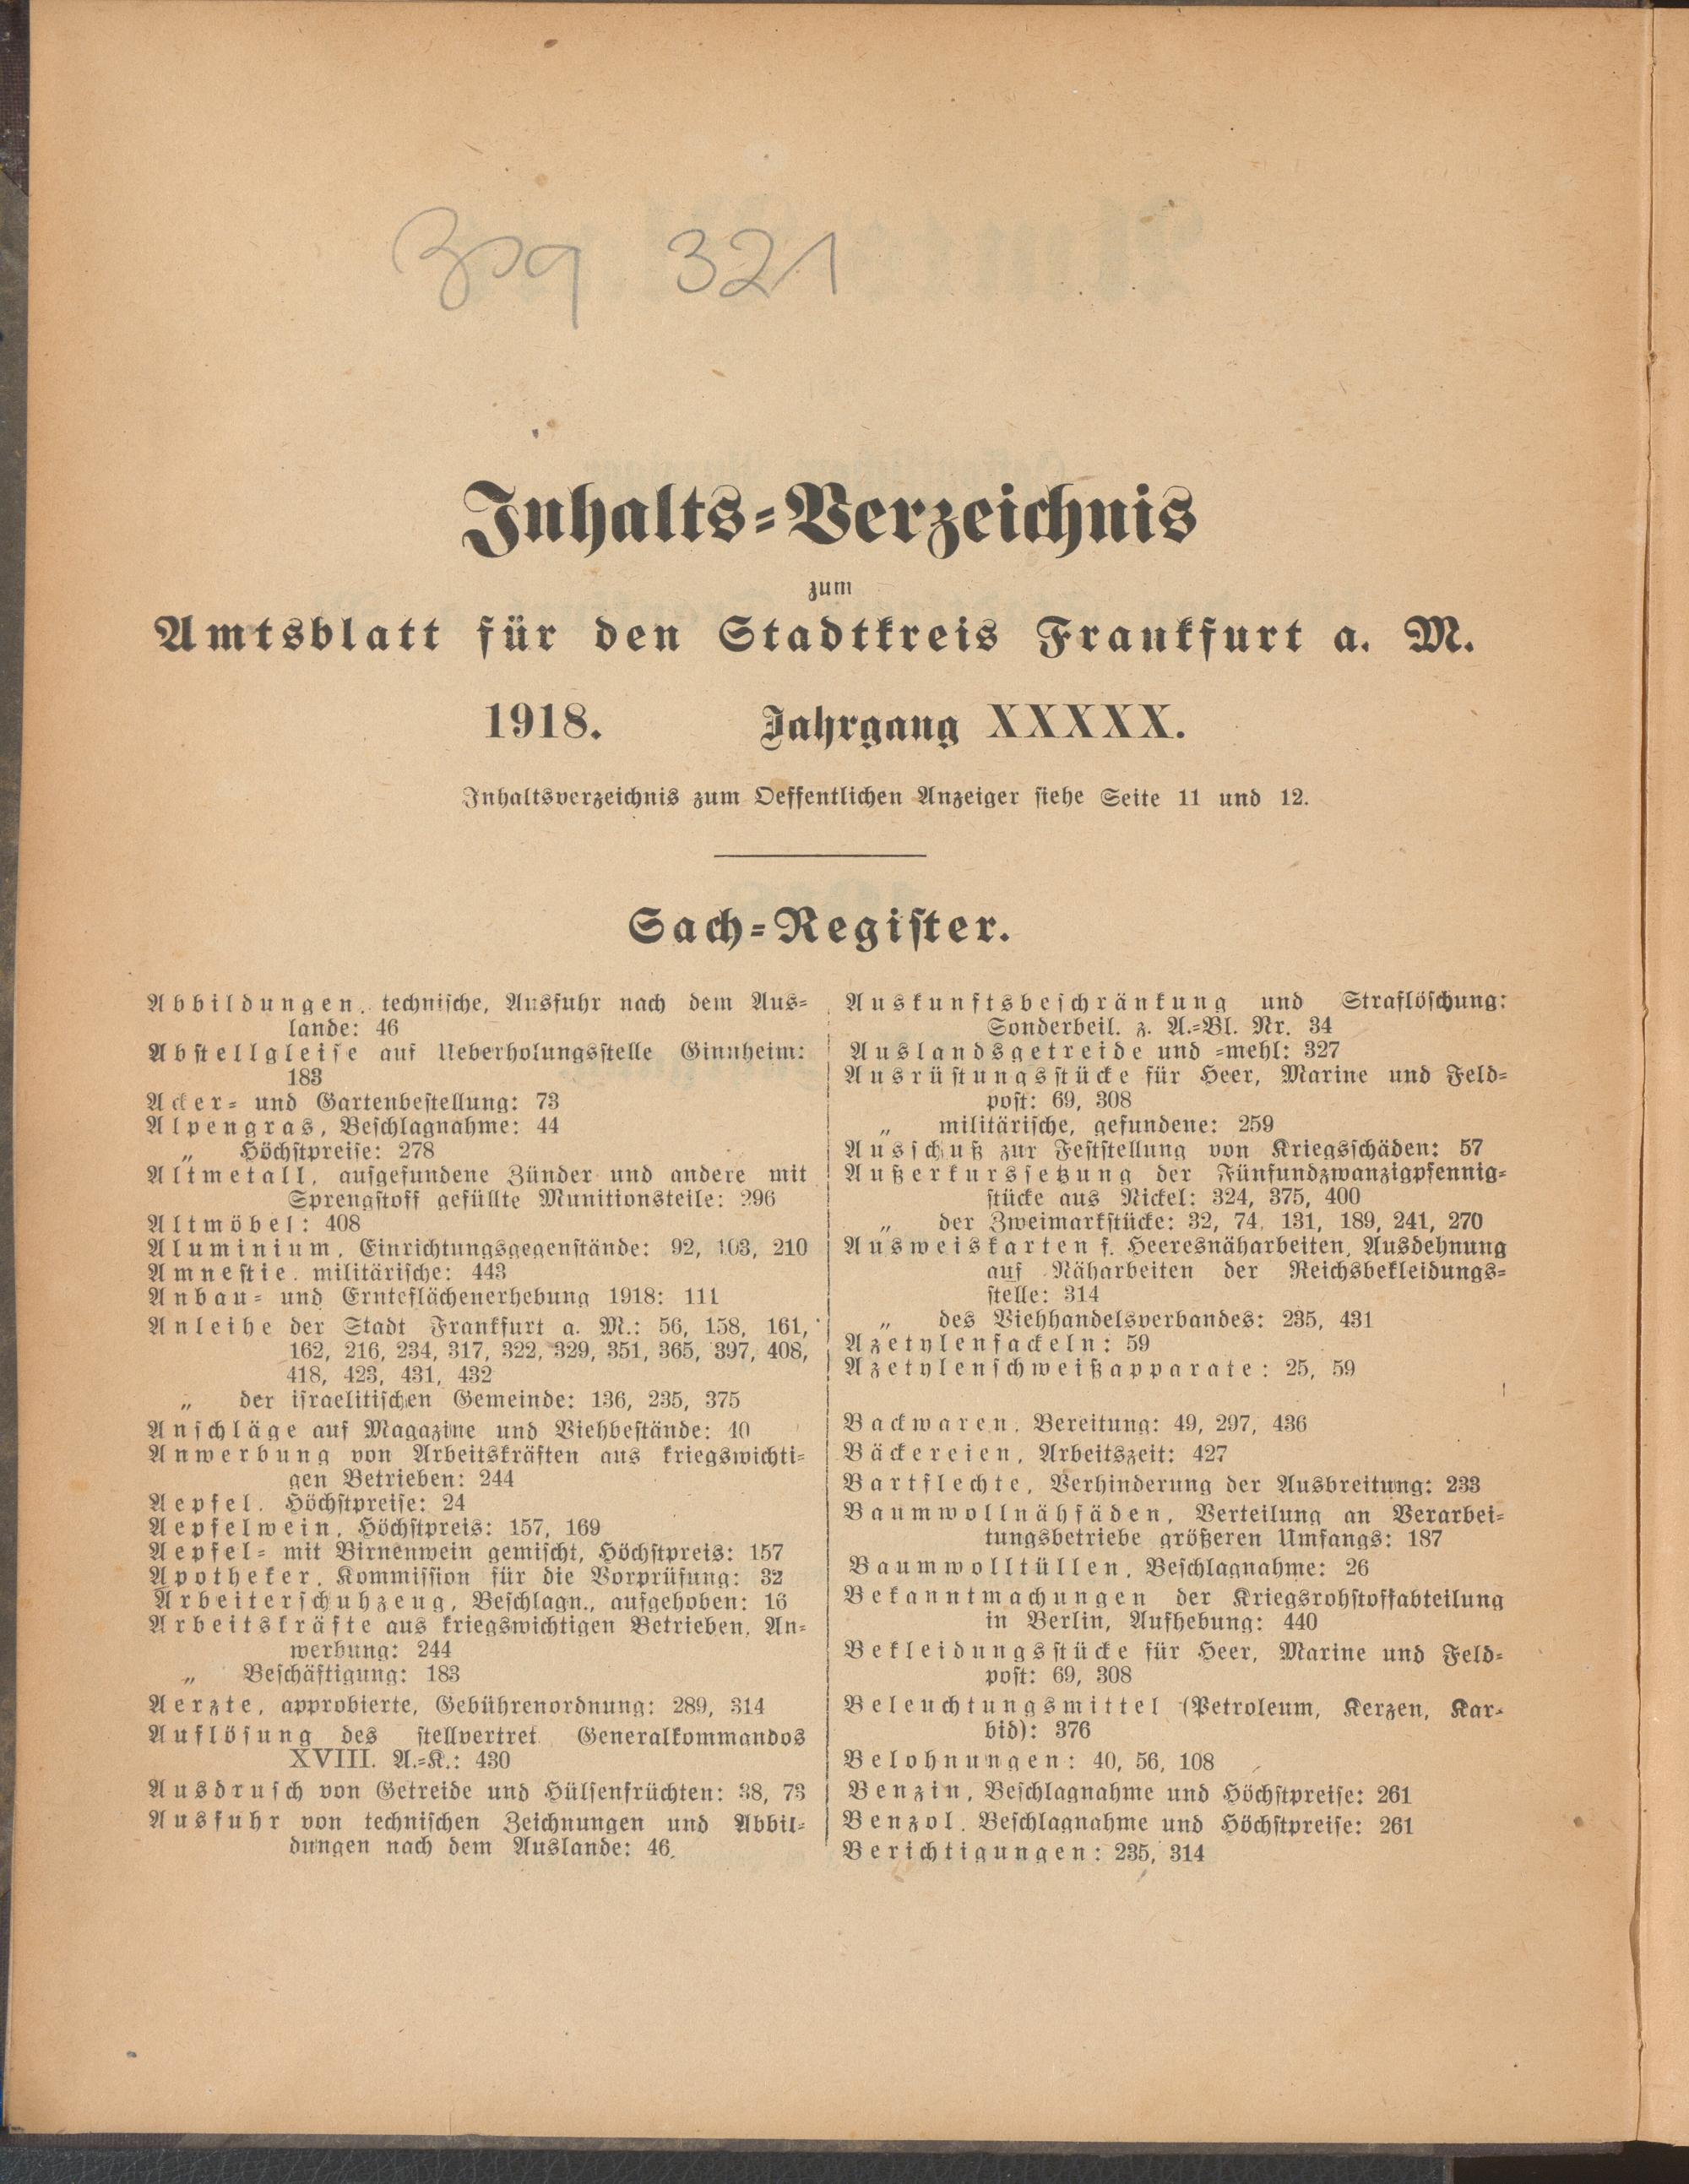 321
Inhalts-Verzeichnis
zum
Amtsblatt für den Stadtkreis Frankfurt a. M.
1918. Jahrgang XXXXX.
Inhaltsverzeichnis zum Oeffentlichen Anzeiger siehe Seite 11 und 12.
Sach-Register.
Abbildungen, technische, Ausfuhr nach dem Aus-
lande: 46
Abstellgleise auf Ueberholungsstelle Ginnheim:
183
Acker- und Gartenbestellung: 73
Alpengras, Beschlagnahme: 44
„ Höchstpreise: 278
Altmetall, aufgefundene Zünder und andere mit
Sprengstoff gefüllte Munitionsteile: 296
Altmöbel: 408
Aluminium, Einrichtungsgegenstände: 92, 103, 210
Amnestie, militärische: 443
Anbau- und Ernteflächenerhebung 1918: 111
Anleihe der Stadt Frankfurt a. M.: 56, 158, 161,
162, 216, 234, 317, 322, 329, 351, 365, 397, 408,
418, 423, 431, 432
„ der israelitischen Gemeinde: 136, 235, 375
Anschläge auf Magazine und Viehbestände: 40
Anwerbung von Arbeitskräften aus kriegswichti-
gen Betrieben: 244
Aepfel, Höchstpreise: 24
Aepfelwein, Höchstpreis: 157, 169
Aepfel- mit Birnenwein gemischt, Höchstpreis: 157
Apotheker, Kommission für die Vorprüfung: 32
Arbeiterschuhzeug, Beschlagn., aufgehoben: 16
Arbeitskräfte aus kriegswichtigen Betrieben, An-
werbung: 244
„ Beschäftigung: 183
Aerzte, approbierte, Gebührenordnung: 289, 314
Auflösung des stellvertret. Generalkommandos
XVIII. A.-K.: 430
Ausdrusch von Getreide und Hülsenfrüchten: 38, 73
Ausfuhr von technischen Zeichnungen und Abbil-
dungen nach dem Auslande: 46.
Auskunftsbeschränkung und Straflöschung:
Sonderbeil. z. A.-Bl. Nr. 34
Auslandsgetreide und -mehl: 327
Ausrüstungsstücke für Heer, Marine und Feld-
post: 69, 308
„ militärische, gefundene: 259
Ausschuß zur Feststellung von Kriegsschäden: 57
Außerkurssetzung der Fünfundzwanzigpfennig-
stücke aus Nickel: 324, 375, 400
„ der Zweimarkstücke: 32, 74, 131, 189, 241, 270
Ausweiskarten f. Heeresnäharbeiten, Ausdehnung
auf Näharbeiten der Reichsbekleidungs-
stelle: 314
„ des Viehhandelsverbandes: 235, 431
Azetylenfackeln: 59
Azetylenschweißapparate: 25, 59
Backwaren, Bereitung: 49, 297, 436
Bäckereien, Arbeitszeit: 427
Bartflechte, Verhinderung der Ausbreitung: 233
Baumwollnähfäden, Verteilung an Verarbei-
tungsbetriebe größeren Umfangs: 187
Baumwolltüllen, Beschlagnahme: 26
Bekanntmachungen der Kriegsrohstoffabteilung
in Berlin, Aufhebung: 440
Bekleidungsstücke für Heer, Marine und Feld-
post: 69, 308
Beleuchtungsmittel (Petroleum, Kerzen, Kar-
bid): 376
Belohnungen: 40, 56, 108
Benzin, Beschlagnahme und Höchstpreise: 261
Benzol, Beschlagnahme und Höchstpreise: 261
Berichtigungen: 235, 314